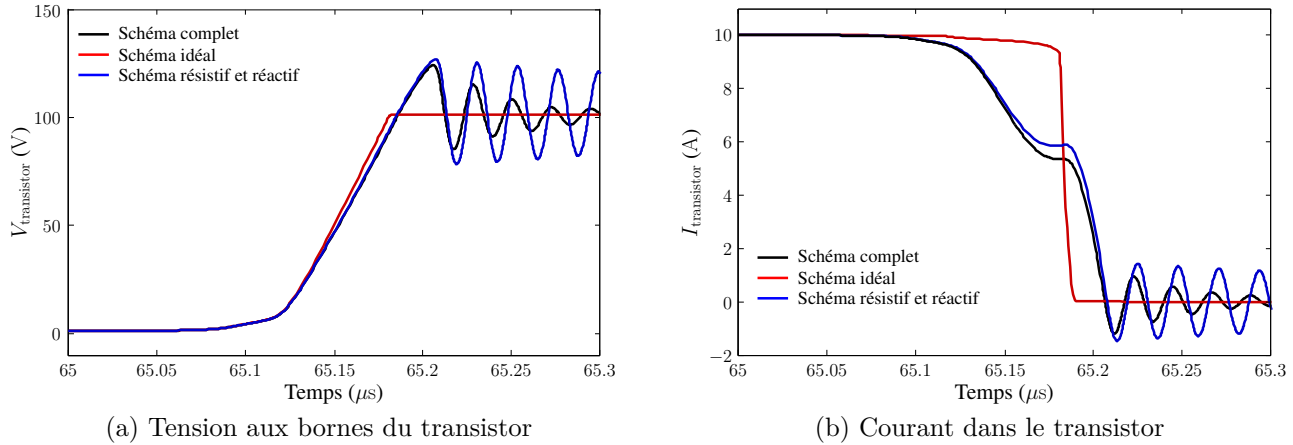 150
100
50
0
V_transistor (V)
Schéma complet
Schéma idéal
Schéma résistif et réactif
65 65.05 65.1 65.15 65.2 65.25 65.3
Temps (μs)
(a) Tension aux bornes du transistor
10
8
6
4
2
0
−2
I_transistor (A)
Schéma complet
Schéma idéal
Schéma résistif et réactif
65 65.05 65.1 65.15 65.2 65.25 65.3
Temps (μs)
(b) Courant dans le transistor